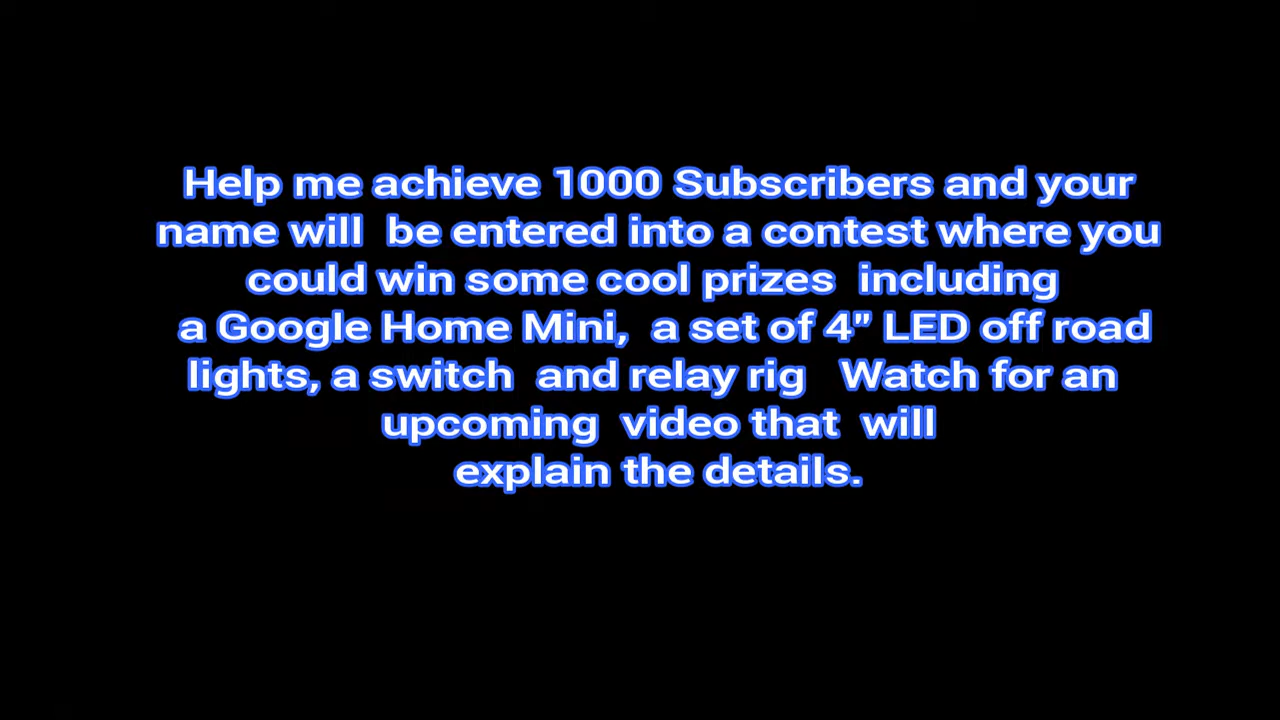 Help me achieve 1000 Subscribers and your
name will be entered into a contest where you
could win some cool prizes including
a Google Home Mini, a set of 4" LED off road
lights, a switch and relay rig Watch for an
upcoming video that will
explain the details.